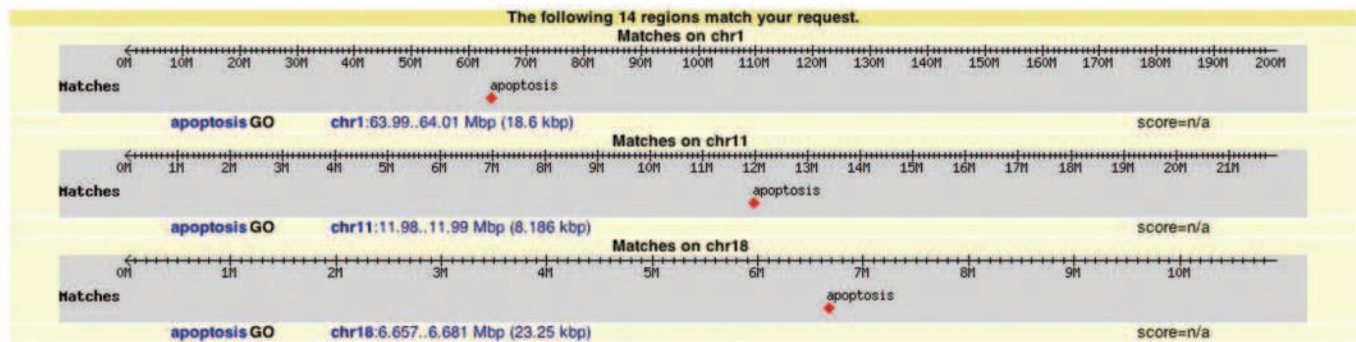 The following 14 regions match your request.
Matches on chr1
0M 10M 20M 30M 40M 50M 60M 70M 80M 90M 100M 110M 120M 130M 140M 150M 160M 170M 180M 190M 200M
Matches apoptosis
apoptosis GO chr1:63.99..64.01 Mbp (18.6 kbp) score=n/a
Matches on chr11
0M 1M 2M 3M 4M 5M 6M 7M 8M 9M 10M 11M 12M 13M 14M 15M 16M 17M 18M 19M 20M 21M
Matches apoptosis
apoptosis GO chr11:11.98..11.99 Mbp (8.186 kbp) score=n/a
Matches on chr18
0M 1M 2M 3M 4M 5M 6M 7M 8M 9M 10M
Matches apoptosis
apoptosis GO chr18:6.657..6.681 Mbp (23.25 kbp) score=n/a